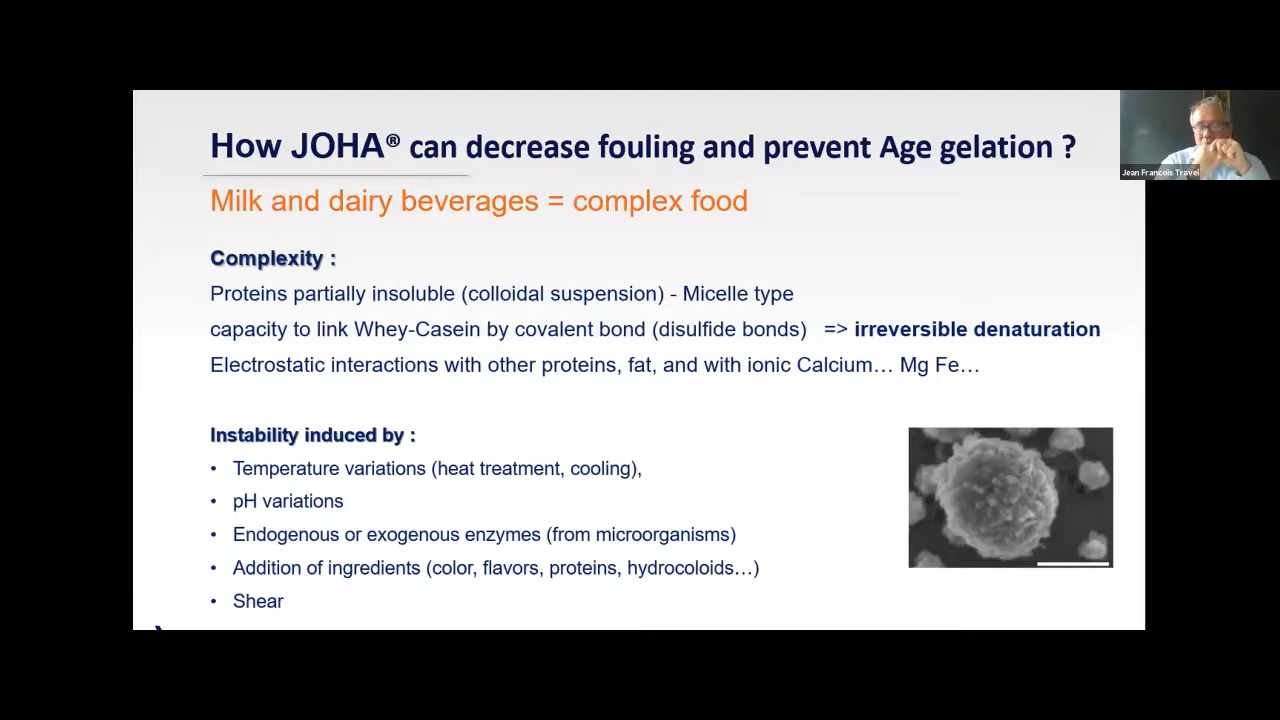 How JOHA® can decrease fouling and prevent Age gelation ?
Jean Francois Travel
Milk and dairy beverages = complex food
Complexity :
Proteins partially insoluble (colloidal suspension) - Micelle type
capacity to link Whey-Casein by covalent bond (disulfide bonds) => irreversible denaturation
Electrostatic interactions with other proteins, fat, and with ionic Calcium… Mg Fe…
Instability induced by :
• Temperature variations (heat treatment, cooling),
• pH variations
• Endogenous or exogenous enzymes (from microorganisms)
• Addition of ingredients (color, flavors, proteins, hydrocoloids…)
• Shear